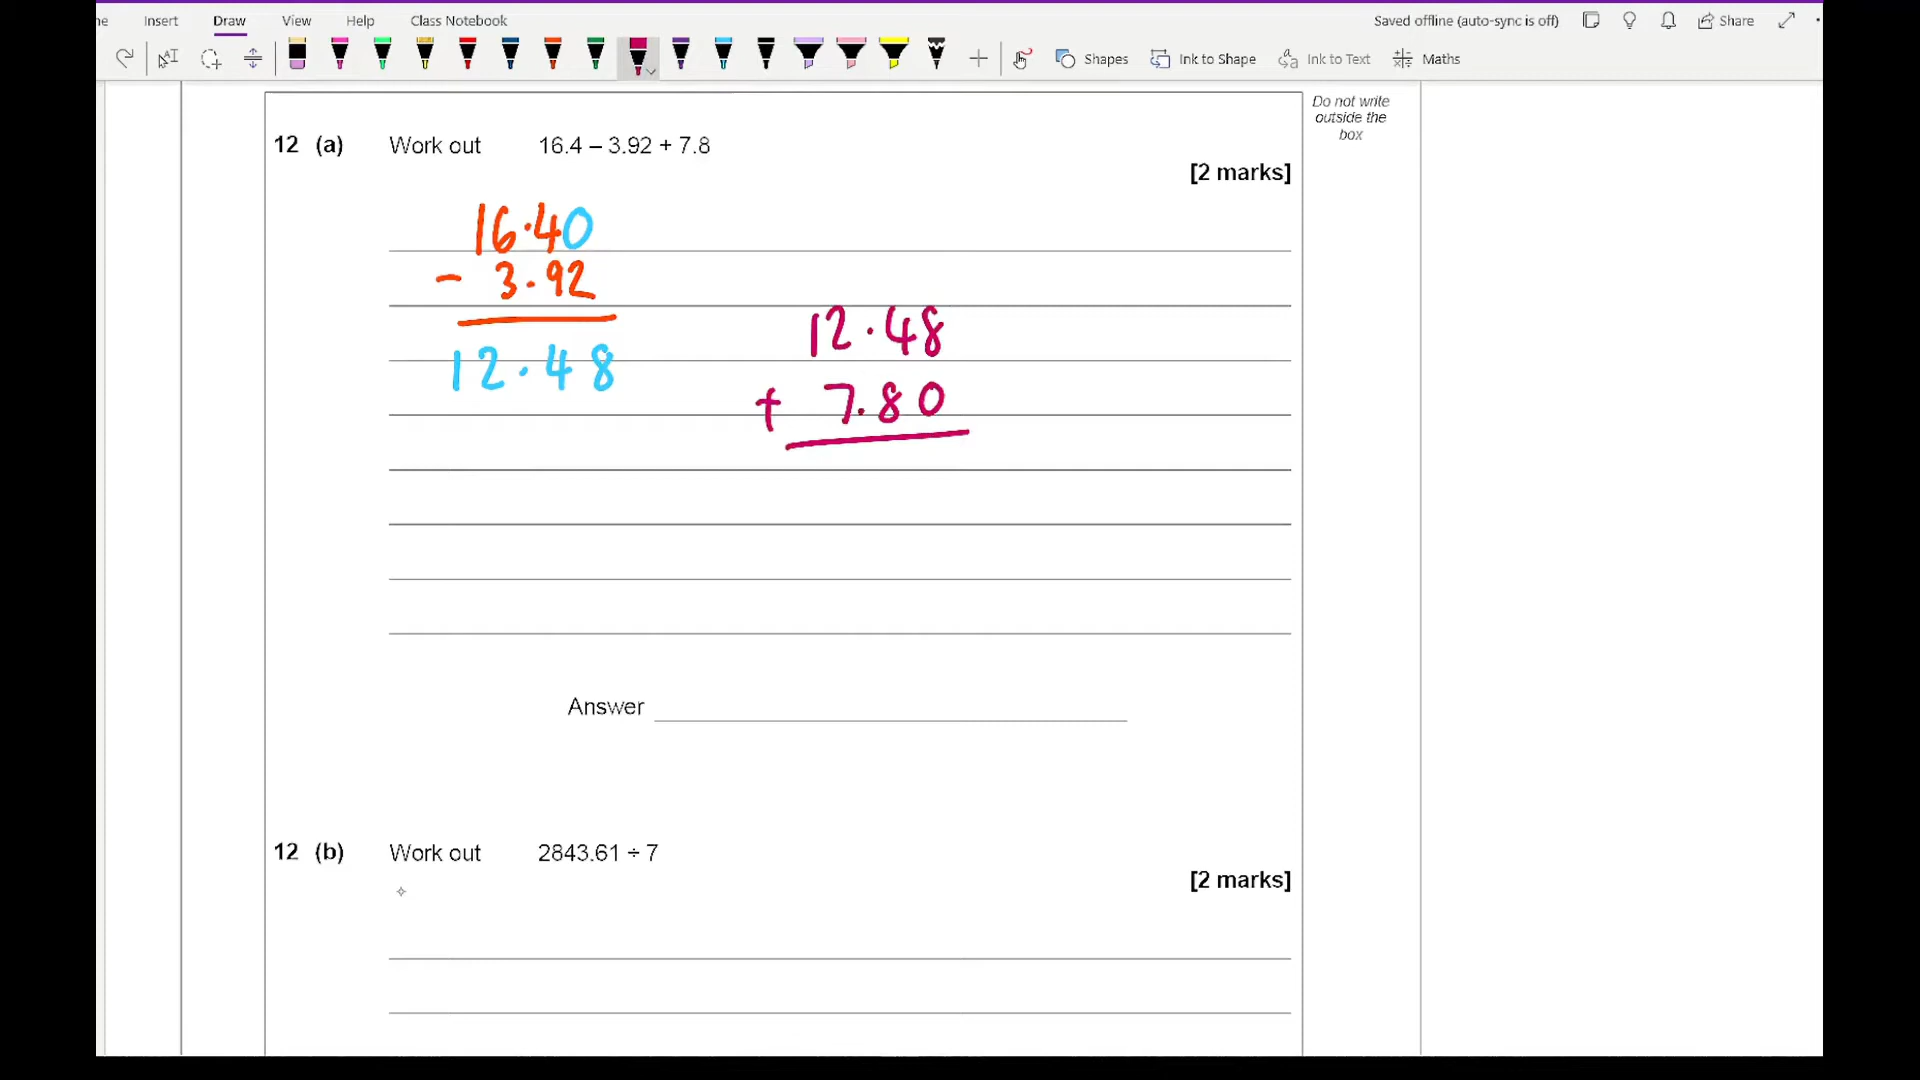 Insert Draw View Help Class Notebook Saved offline (auto-sync is off) Share
Shapes Ink to Shape Ink to Text Maths
Do not write
outside the
box
12 (a) Work out 16.4 – 3.92 + 7.8
[2 marks]
16.40
- 3.92
12.48
12.48
+ 7.80
Answer
12 (b) Work out 2843.61 ÷ 7
[2 marks]